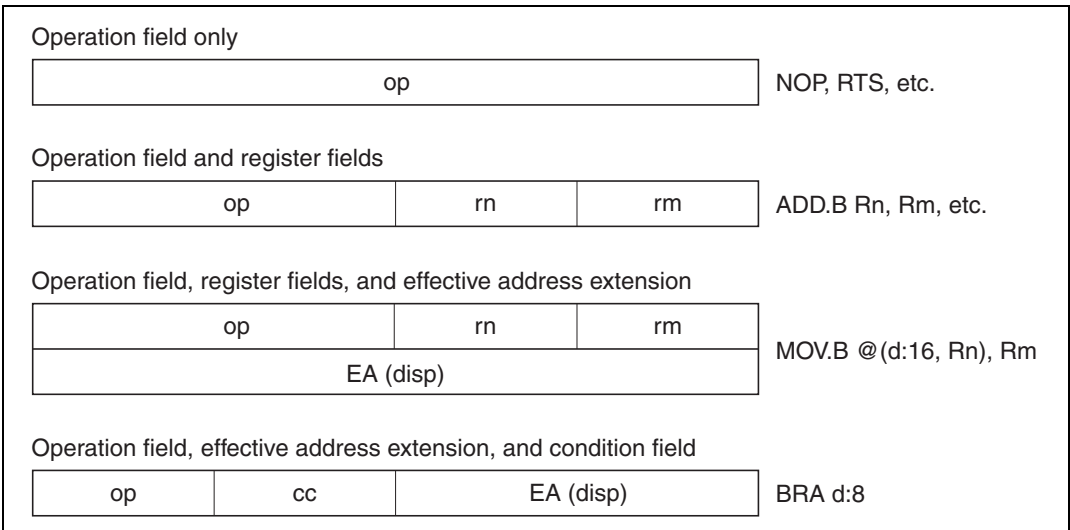 Operation field only
op
NOP, RTS, etc.
Operation field and register fields
op rn rm
ADD.B Rn, Rm, etc.
Operation field, register fields, and effective address extension
op rn rm
EA (disp)
MOV.B @(d:16, Rn), Rm
Operation field, effective address extension, and condition field
op cc EA (disp)
BRA d:8